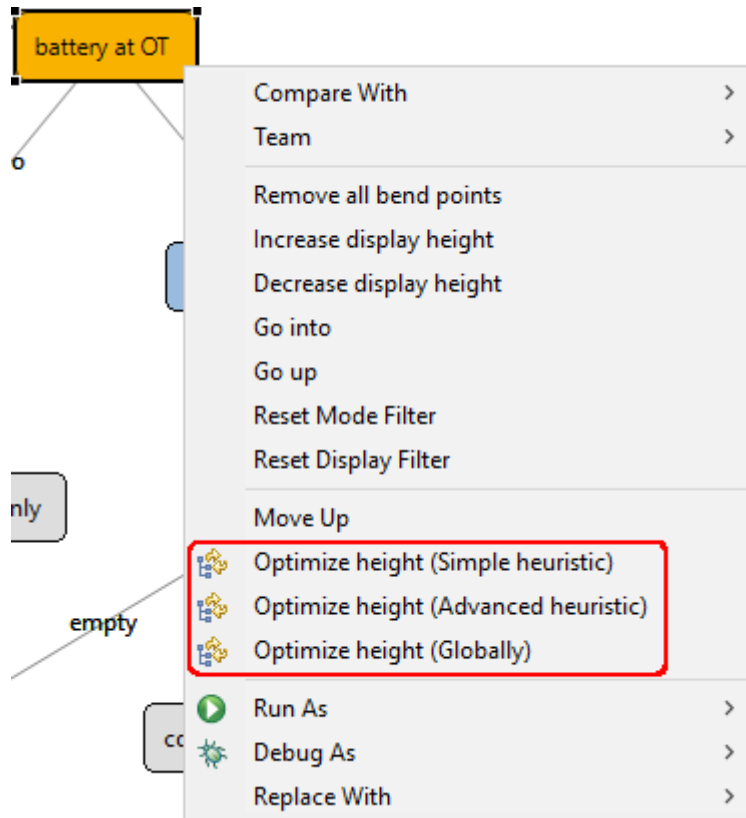 battery at OT
Compare With
Team
o
Remove all bend points
Increase display height
Decrease display height
Go into
Go up
Reset Mode Filter
Reset Display Filter
nly
Move Up
Optimize height (Simple heuristic)
Optimize height (Advanced heuristic)
empty
Optimize height (Globally)
Run As
co
Debug As
Replace With